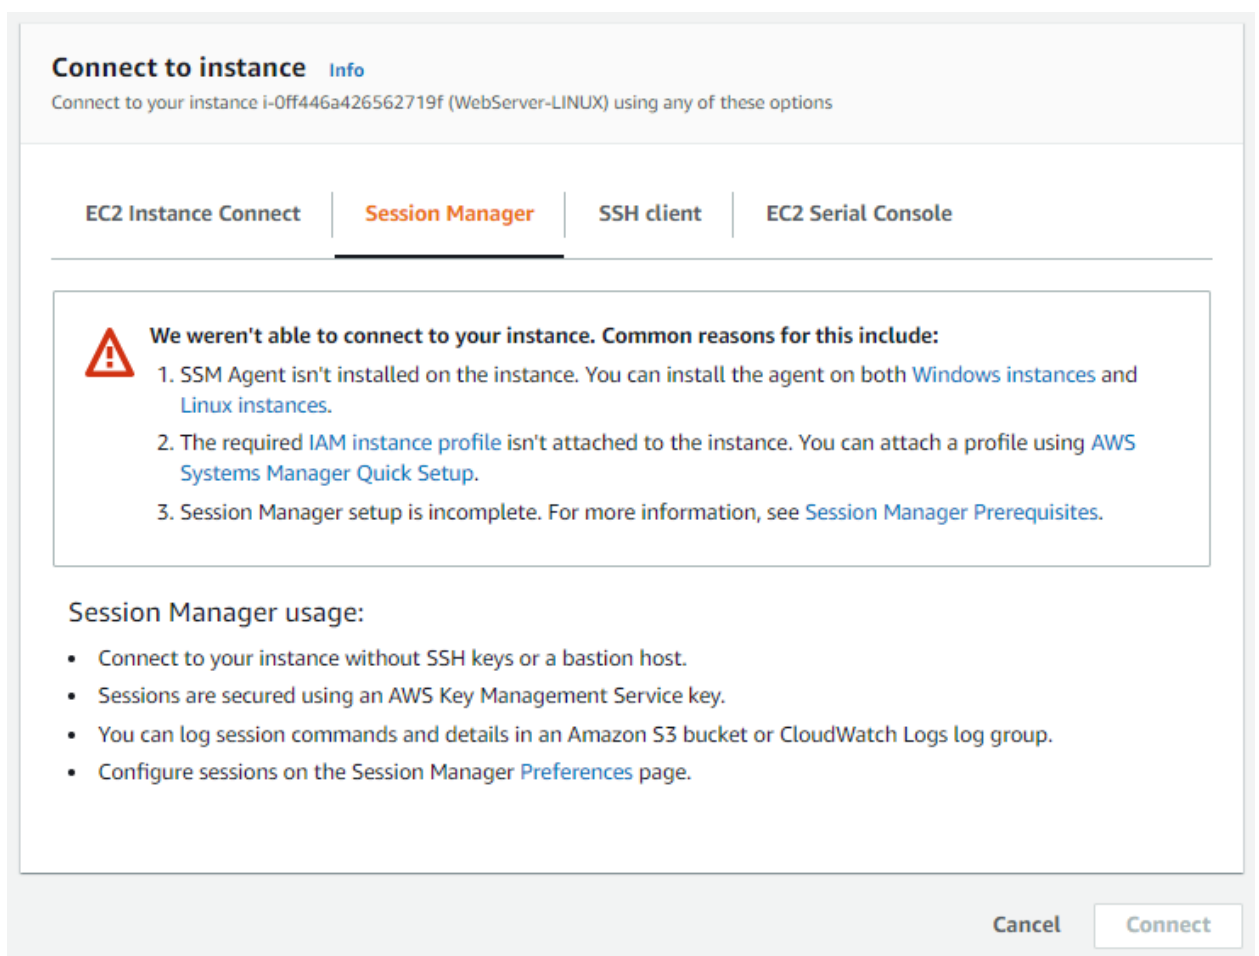 Connect to instance Info
Connect to your instance i-0ff446a426562719f (WebServer-LINUX) using any of these options
EC2 Instance Connect
Session Manager
SSH client
EC2 Serial Console
We weren't able to connect to your instance. Common reasons for this include:
1. SSM Agent isn't installed on the instance. You can install the agent on both Windows instances and
Linux instances.
2. The required IAM instance profile isn't attached to the instance. You can attach a profile using AWS
Systems Manager Quick Setup.
3. Session Manager setup is incomplete. For more information, see Session Manager Prerequisites.
Session Manager usage:
• Connect to your instance without SSH keys or a bastion host.
• Sessions are secured using an AWS Key Management Service key.
• You can log session commands and details in an Amazon S3 bucket or CloudWatch Logs log group.
• Configure sessions on the Session Manager Preferences page.
Cancel
Connect